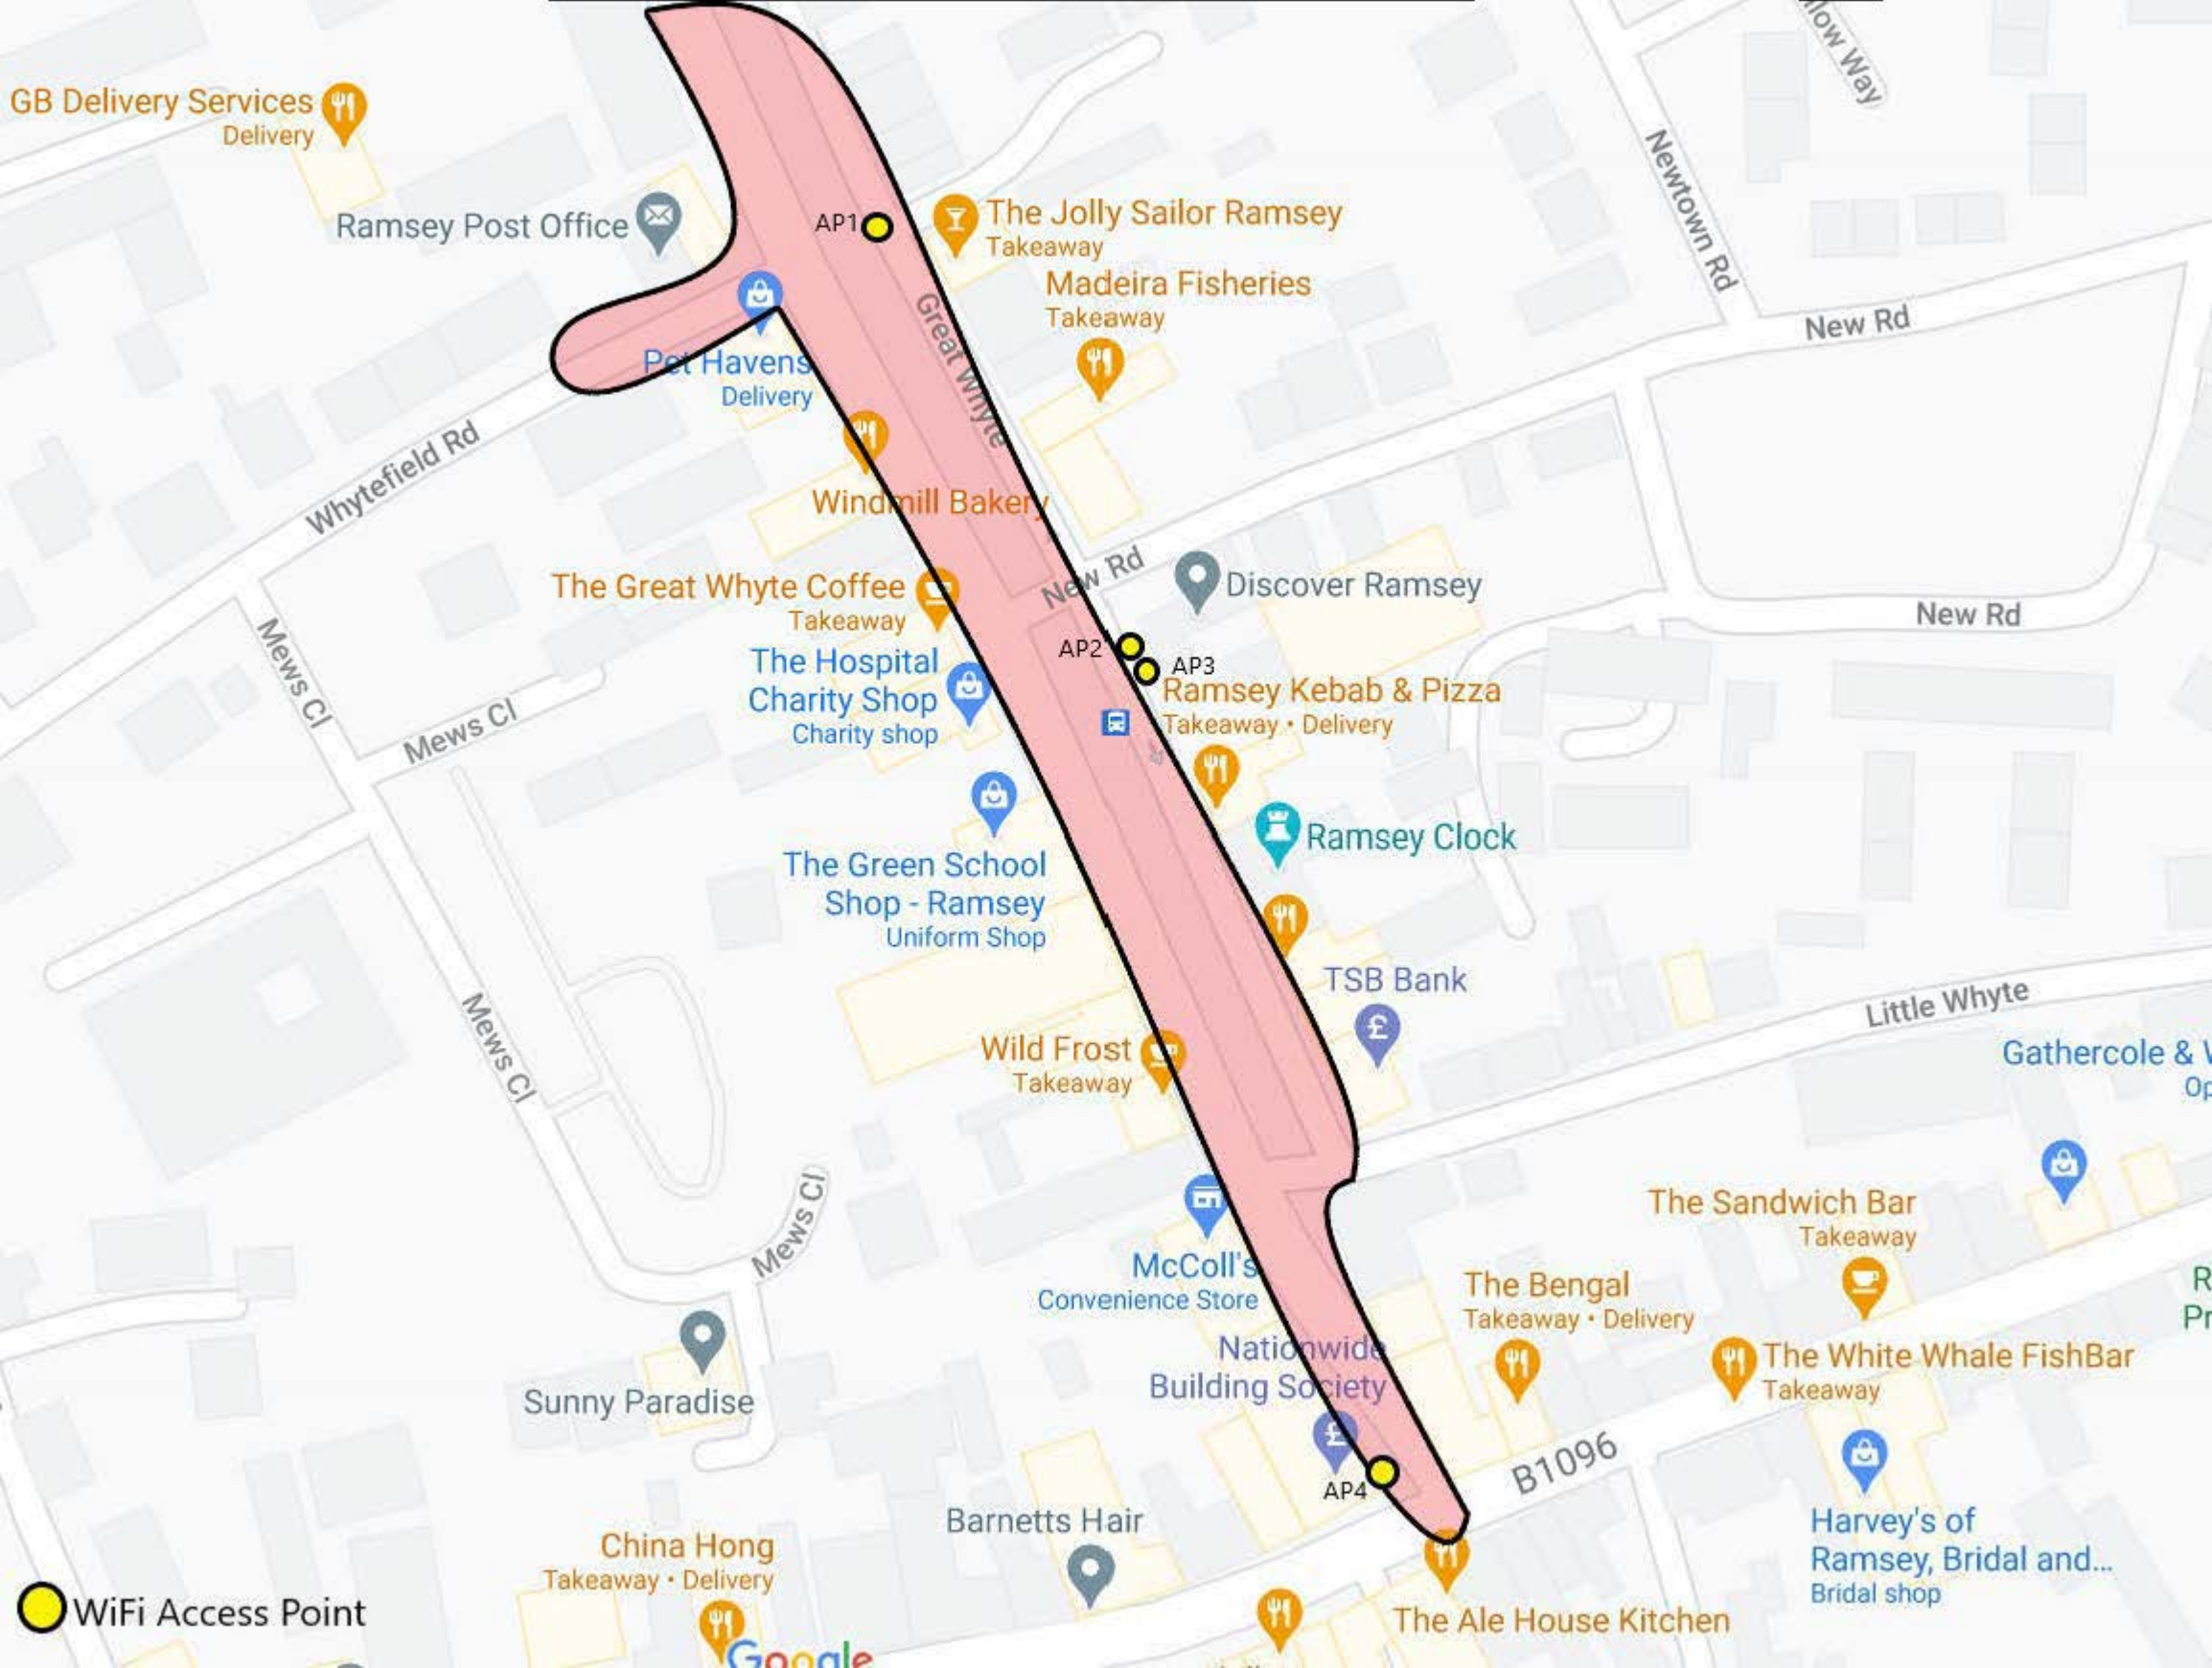 GB Delivery Services
Delivery
Ramsey Post Office
AP1
The Jolly Sailor Ramsey
Takeaway
Madeira Fisheries
Takeaway
Great Whyte
Newtown Rd
New Rd
Pet Havens
Delivery
Whytefield Rd
Windmill Bakery
New Rd
The Great Whyte Coffee
Takeaway
Discover Ramsey
New Rd
Mews Cl
The Hospital
Charity Shop
Charity shop
AP2
AP3
Ramsey Kebab & Pizza
Takeaway • Delivery
Mews Cl
Ramsey Clock
The Green School
Shop - Ramsey
Uniform Shop
TSB Bank
Little Whyte
Mews Cl
Wild Frost
Takeaway
Gathercole &
Mews Cl
McColl's
Convenience Store
The Sandwich Bar
Takeaway
The Bengal
Takeaway • Delivery
Nationwide
Building Society
The White Whale FishBar
Takeaway
Sunny Paradise
AP4
B1096
Barnetts Hair
Harvey's of
Ramsey, Bridal and...
Bridal shop
China Hong
Takeaway • Delivery
WiFi Access Point
The Ale House Kitchen
Google